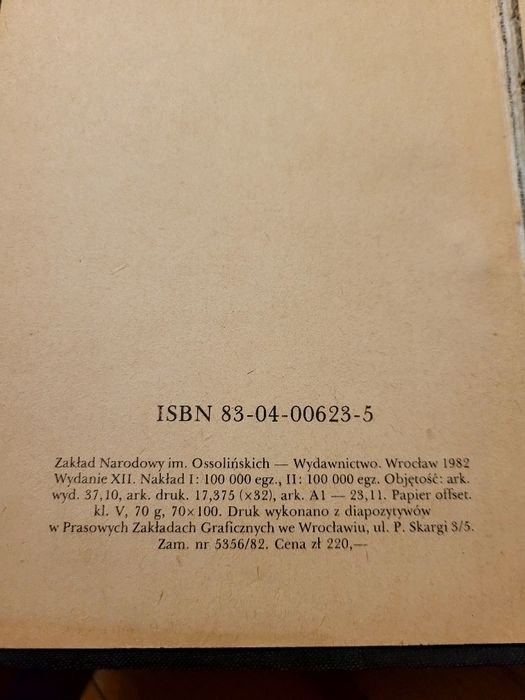 ISBN 83-04-00623-5
Zakład Narodowy im. Ossolińskich — Wydawnictwo. Wrocław 1982
Wydanie XII. Nakład I: 100 000 egz., II: 100 000 egz. Objętość: ark.
wyd. 37,10, ark. druk. 17,375 (×32), ark. A1 — 23,11. Papier offset.
kl. V, 70 g, 70×100. Druk wykonano z diapozytywów
w Prasowych Zakładach Graficznych we Wrocławiu, ul. P. Skargi 3/5.
Zam. nr 5356/82. Cena zł 220,—